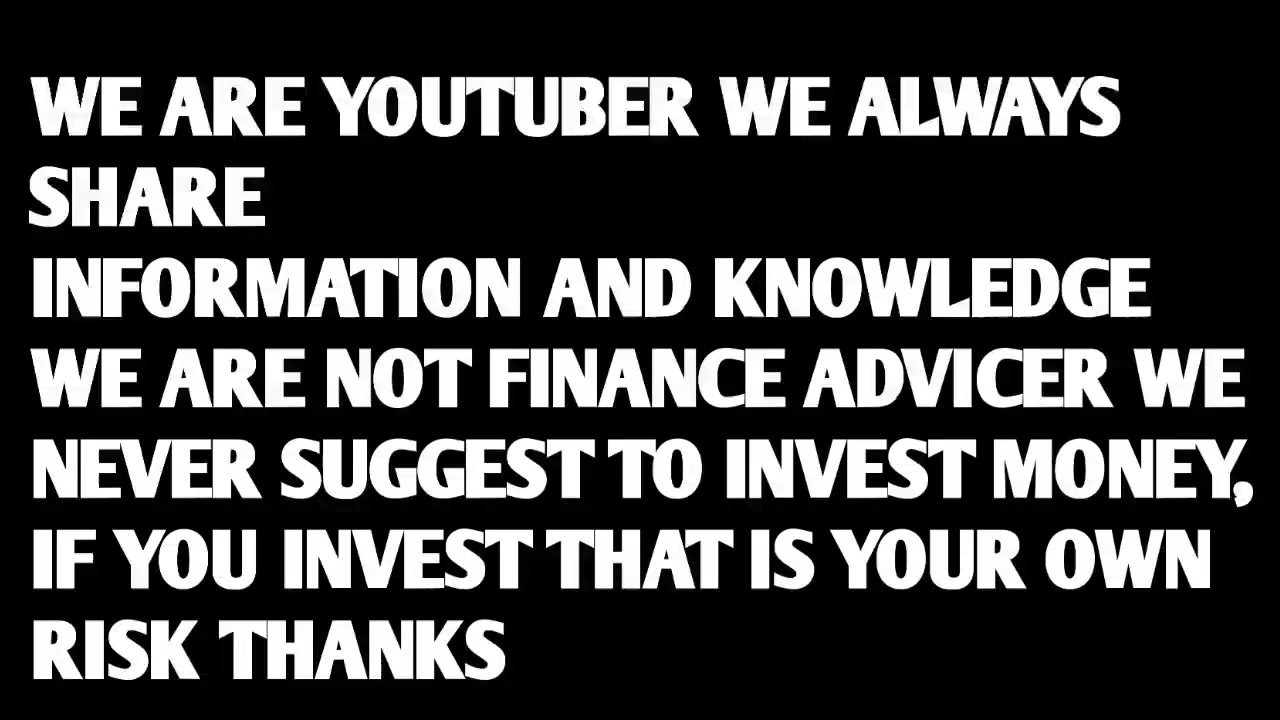 WE ARE YOUTUBER WE ALWAYS
SHARE
INFORMATION AND KNOWLEDGE
WE ARE NOT FINANCE ADVICER WE
NEVER SUGGEST TO INVEST MONEY,
IF YOU INVEST THAT IS YOUR OWN
RISK THANKS